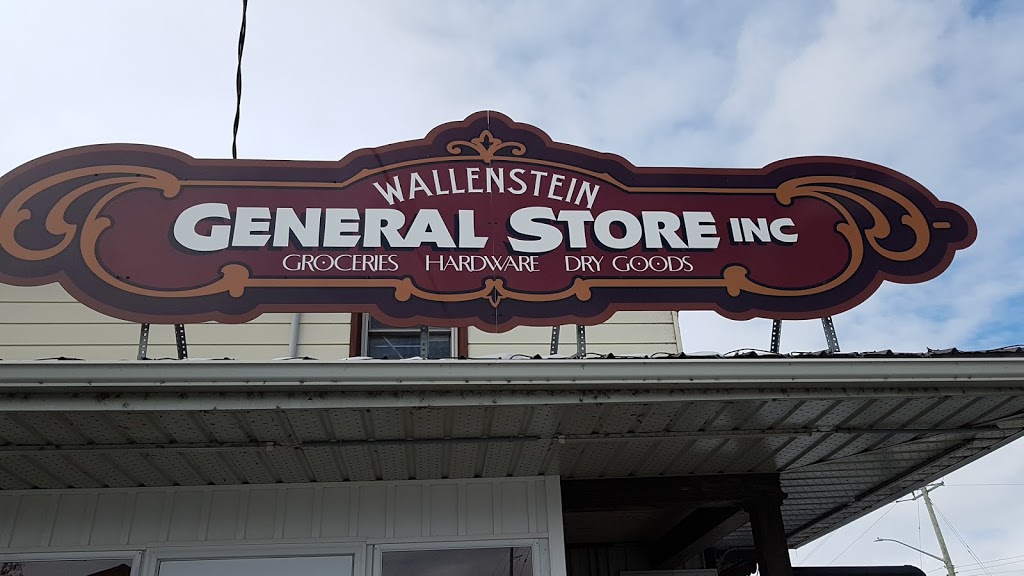 WALLENSTEIN
GENERAL STORE INC
GROCERIES HARDWARE DRY GOODS